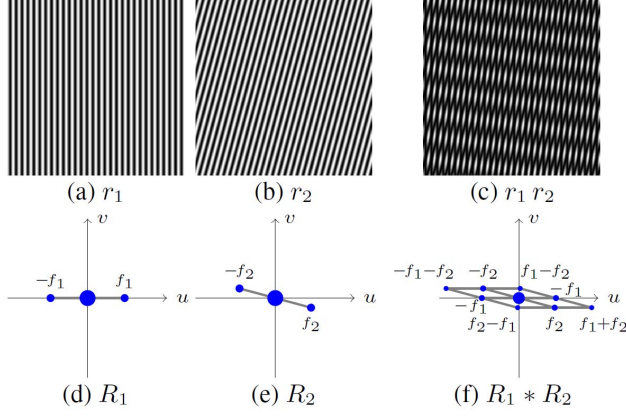 (a) r₁
(b) r₂
(c) r₁ r₂
v
−f₁
f₁
u
(d) R₁
v
−f₂
f₂
u
(e) R₂
v
−f₁−f₂
−f₂
f₁−f₂
u
−f₁
−f₁
f₂−f₁
f₂
f₁+f₂
(f) R₁ ∗ R₂